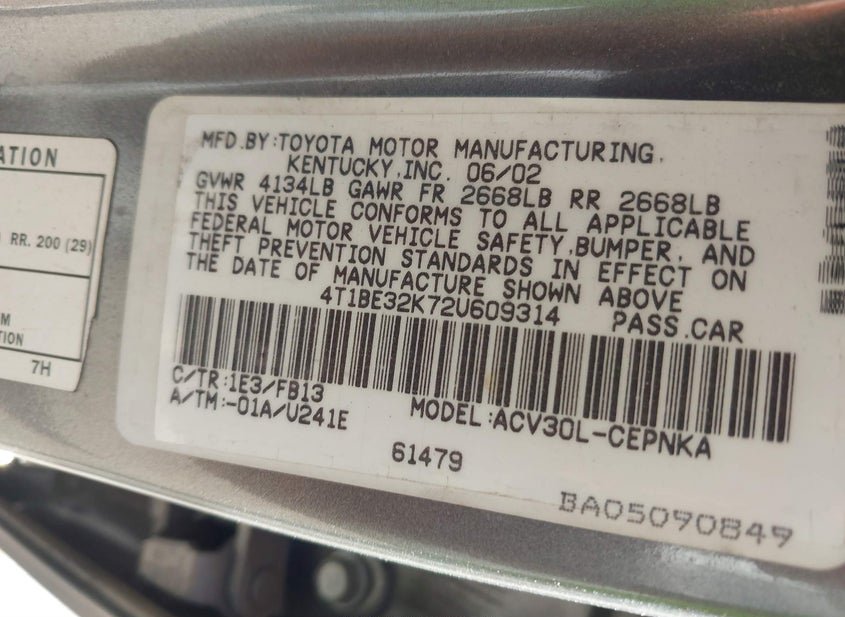 ATION
RR. 200 (29)
M
TION
7H
MFD.BY:TOYOTA MOTOR MANUFACTURING,
KENTUCKY,INC. 06/02
GVWR 4134LB GAWR FR 2668LB RR 2668LB
THIS VEHICLE CONFORMS TO ALL APPLICABLE
FEDERAL MOTOR VEHICLE SAFETY,BUMPER, AND
THEFT PREVENTION STANDARDS IN EFFECT ON
THE DATE OF MANUFACTURE SHOWN ABOVE
4T1BE32K72U609314 PASS.CAR
C/TR:1E3/FB13
A/TM:-01A/U241E MODEL:ACV30L-CEPNKA
61479
BA05090849